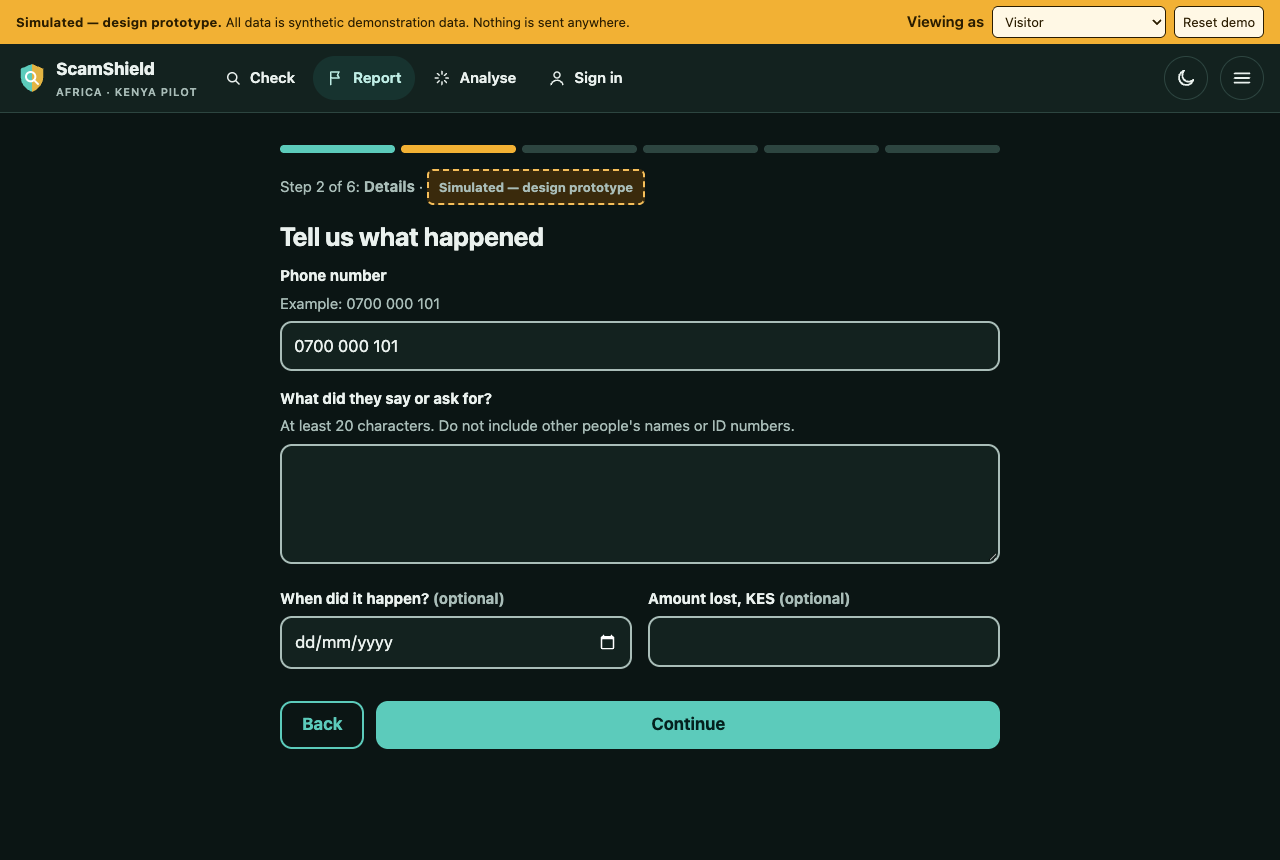 Simulated — design prototype. All data is synthetic demonstration data. Nothing is sent anywhere.
Viewing as
Visitor
Reset demo
ScamShield
AFRICA · KENYA PILOT
Check
Report
Analyse
Sign in
Step 2 of 6: Details · Simulated — design prototype
Tell us what happened
Phone number
Example: 0700 000 101
0700 000 101
What did they say or ask for?
At least 20 characters. Do not include other people's names or ID numbers.
When did it happen? (optional)
Amount lost, KES (optional)
dd/mm/yyyy
Back
Continue